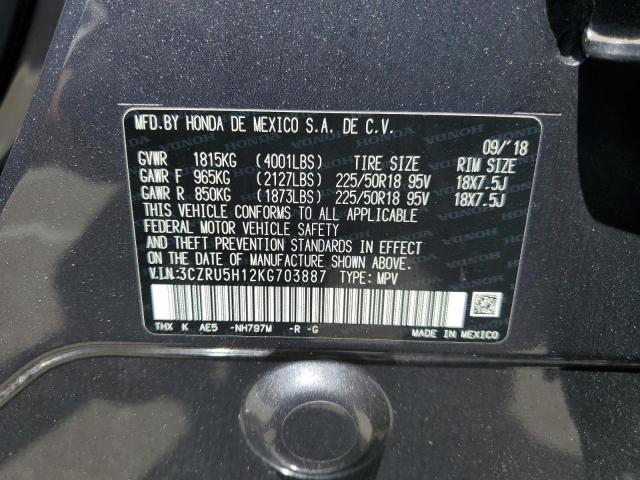 MFD.BY HONDA DE MEXICO S.A. DE C.V.
09/'18
GVWR 1815KG (4001LBS) TIRE SIZE RIM SIZE
GAWR F 965KG (2127LBS) 225/50R18 95V 18X7.5J
GAWR R 850KG (1873LBS) 225/50R18 95V 18X7.5J
THIS VEHICLE CONFORMS TO ALL APPLICABLE
FEDERAL MOTOR VEHICLE SAFETY
AND THEFT PREVENTION STANDARDS IN EFFECT
ON THE DATE OF MANUFACTURE SHOWN ABOVE.
V.I.N.:3CZRU5H12KG703887 TYPE: MPV
THX K AE5 -NH797M -R -G
MADE IN MEXICO